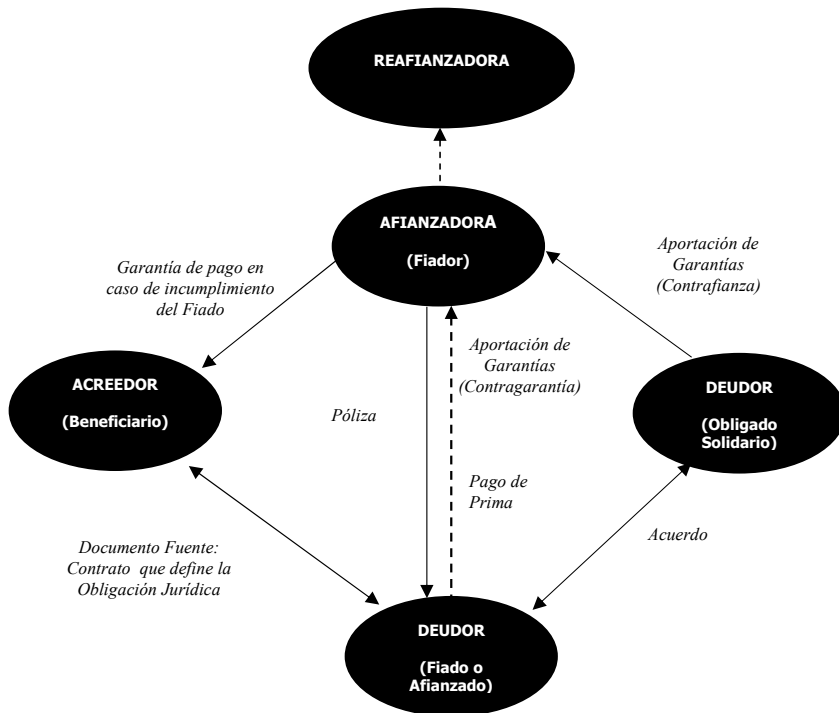 REAFIANZADORA
AFIANZADORA
(Fiador)
Garantía de pago en
caso de incumplimiento
del Fiado
Aportación de
Garantías
(Contrafianza)
Aportación de
Garantías
(Contragarantía)
ACREEDOR
(Beneficiario)
DEUDOR
(Obligado
Solidario)
Póliza
Pago de
Prima
Acuerdo
Documento Fuente:
Contrato que define la
Obligación Jurídica
DEUDOR
(Fiado o
Afianzado)